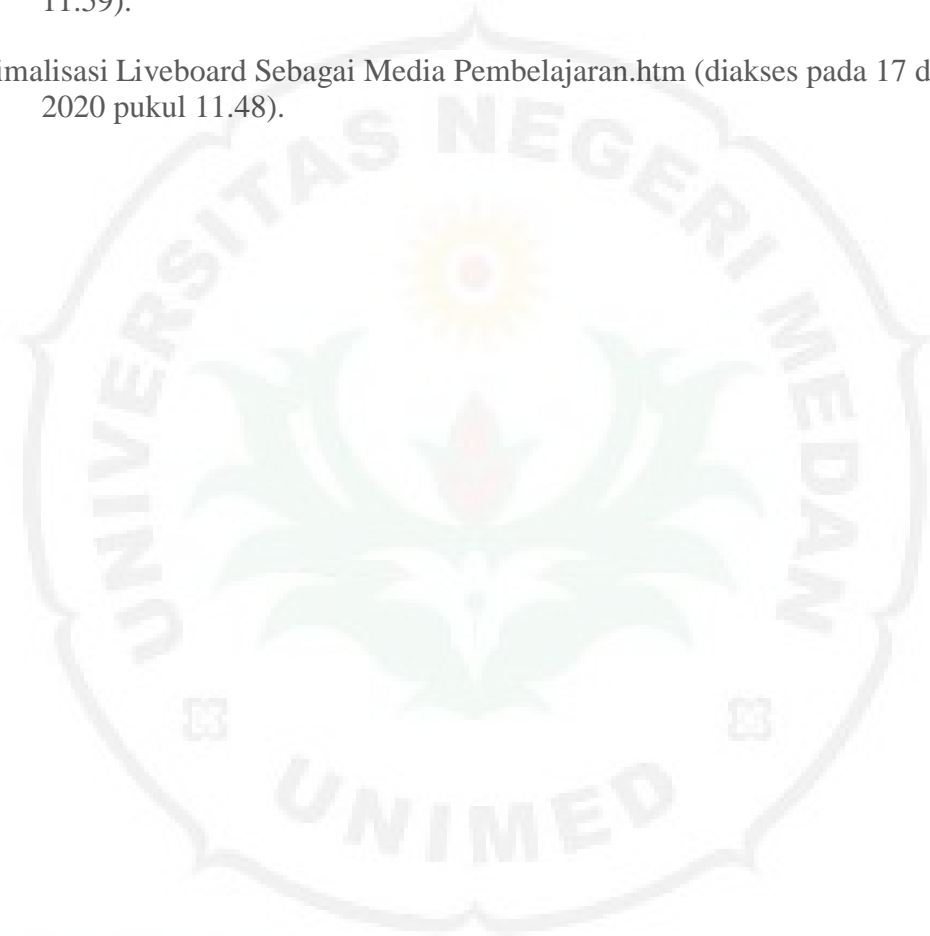 11.59).
imalisasi Liveboard Sebagai Media Pembelajaran.htm (diakses pada 17 d
2020 pukul 11.48).
UNIVERSITAS NEGERI MEDAN
UNIMED